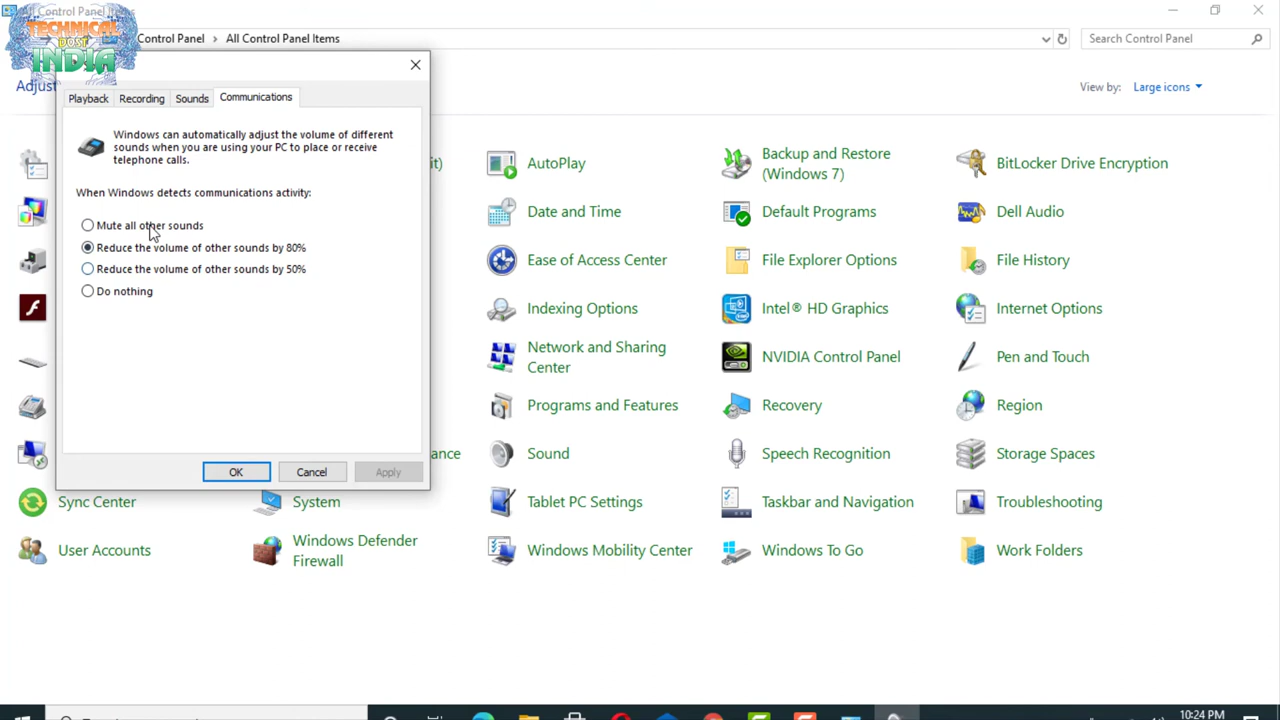 All Control Panel Items
TECHNICAL
DOST
INDIA
Control Panel > All Control Panel Items
Search Control Panel
Adjust
View by: Large icons
Playback Recording Sounds Communications
Windows can automatically adjust the volume of different
sounds when you are using your PC to place or receive
telephone calls.
When Windows detects communications activity:
Mute all other sounds
Reduce the volume of other sounds by 80%
Reduce the volume of other sounds by 50%
Do nothing
OK Cancel Apply
AutoPlay
Backup and Restore
(Windows 7)
BitLocker Drive Encryption
Date and Time
Default Programs
Dell Audio
Ease of Access Center
File Explorer Options
File History
Indexing Options
Intel® HD Graphics
Internet Options
Network and Sharing
Center
NVIDIA Control Panel
Pen and Touch
Programs and Features
Recovery
Region
Sound
Speech Recognition
Storage Spaces
Sync Center
System
Tablet PC Settings
Taskbar and Navigation
Troubleshooting
User Accounts
Windows Defender
Firewall
Windows Mobility Center
Windows To Go
Work Folders
10:24 PM